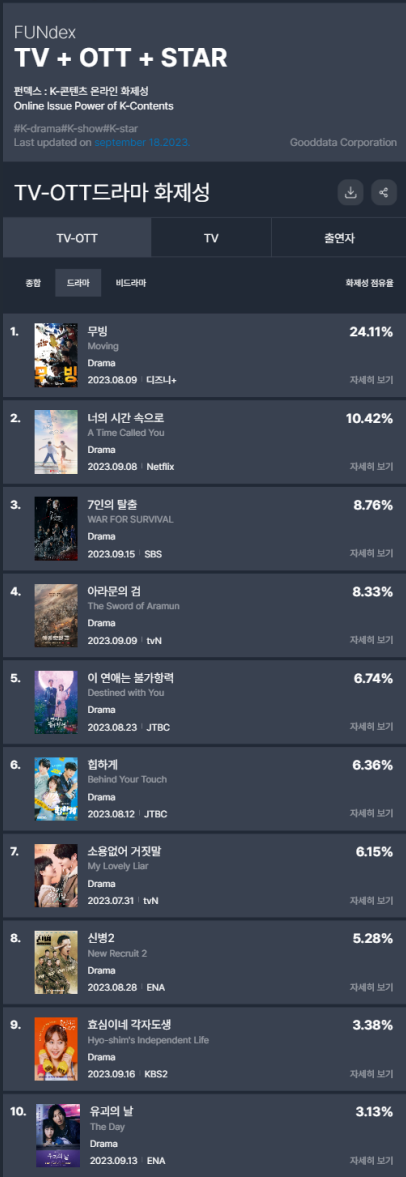 FUNdex
TV + OTT + STAR
펀덱스 : K-콘텐츠 온라인 화제성
Online Issue Power of K-Contents
#K-drama#K-show#K-star
Last updated on september 18.2023.
Gooddata Corporation
TV-OTT드라마 화제성
TV-OTT TV 출연자
종합 드라마 비드라마 화제성 점유율
1. 무빙 24.11%
Moving
Drama
2023.08.09 디즈니+ 자세히 보기
2. 너의 시간 속으로 10.42%
A Time Called You
Drama
2023.09.08 Netflix 자세히 보기
3. 7인의 탈출 8.76%
WAR FOR SURVIVAL
Drama
2023.09.15 SBS 자세히 보기
4. 아라문의 검 8.33%
The Sword of Aramun
Drama
2023.09.09 tvN 자세히 보기
5. 이 연애는 불가항력 6.74%
Destined with You
Drama
2023.08.23 JTBC 자세히 보기
6. 힙하게 6.36%
Behind Your Touch
Drama
2023.08.12 JTBC 자세히 보기
7. 소용없어 거짓말 6.15%
My Lovely Liar
Drama
2023.07.31 tvN 자세히 보기
8. 신병2 5.28%
New Recruit 2
Drama
2023.08.28 ENA 자세히 보기
9. 효심이네 각자도생 3.38%
Hyo-shim's Independent Life
Drama
2023.09.16 KBS2 자세히 보기
10. 유괴의 날 3.13%
The Day
Drama
2023.09.13 ENA 자세히 보기